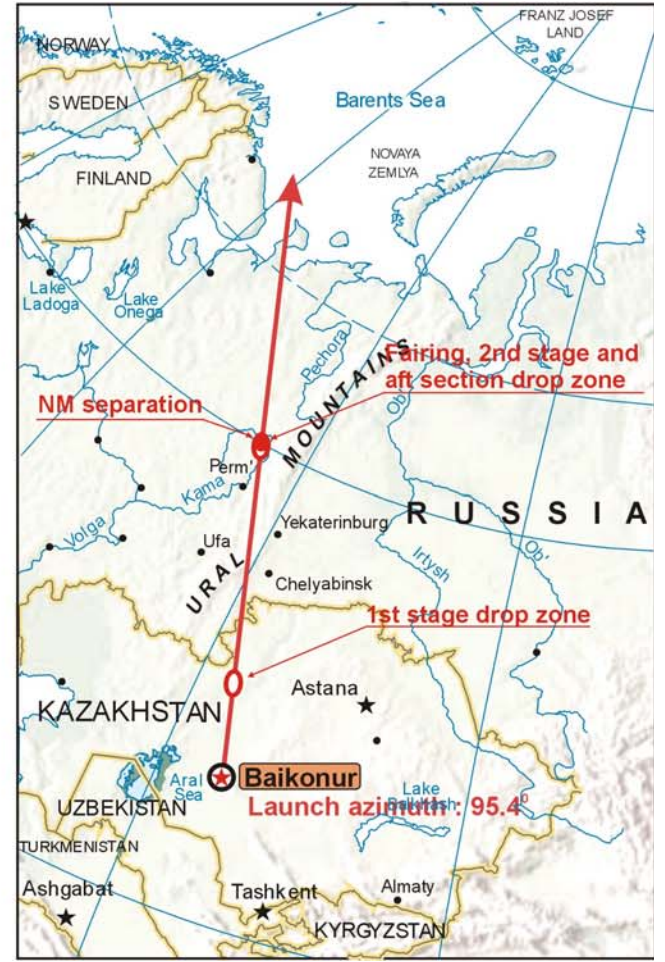 FRANZ JOSEF
LAND
NORWAY
Barents Sea
SWEDEN
NOVAYA
ZEMLYA
FINLAND
Lake
Ladoga
Lake
Onega
Pechora
Fairing, 2nd stage and
aft section drop zone
Ob'
NM separation
URAL MOUNTAINS
Perm'
Kama
RUSSIA
Volga
Yekaterinburg
Ufa
Irtysh
Ob'
Chelyabinsk
1st stage drop zone
Astana
KAZAKHSTAN
Baikonur
Aral
Sea
Lake
Balkhash
UZBEKISTAN
Launch azimuth : 95.4⁰
TURKMENISTAN
Ashgabat
Tashkent
Almaty
KYRGYZSTAN